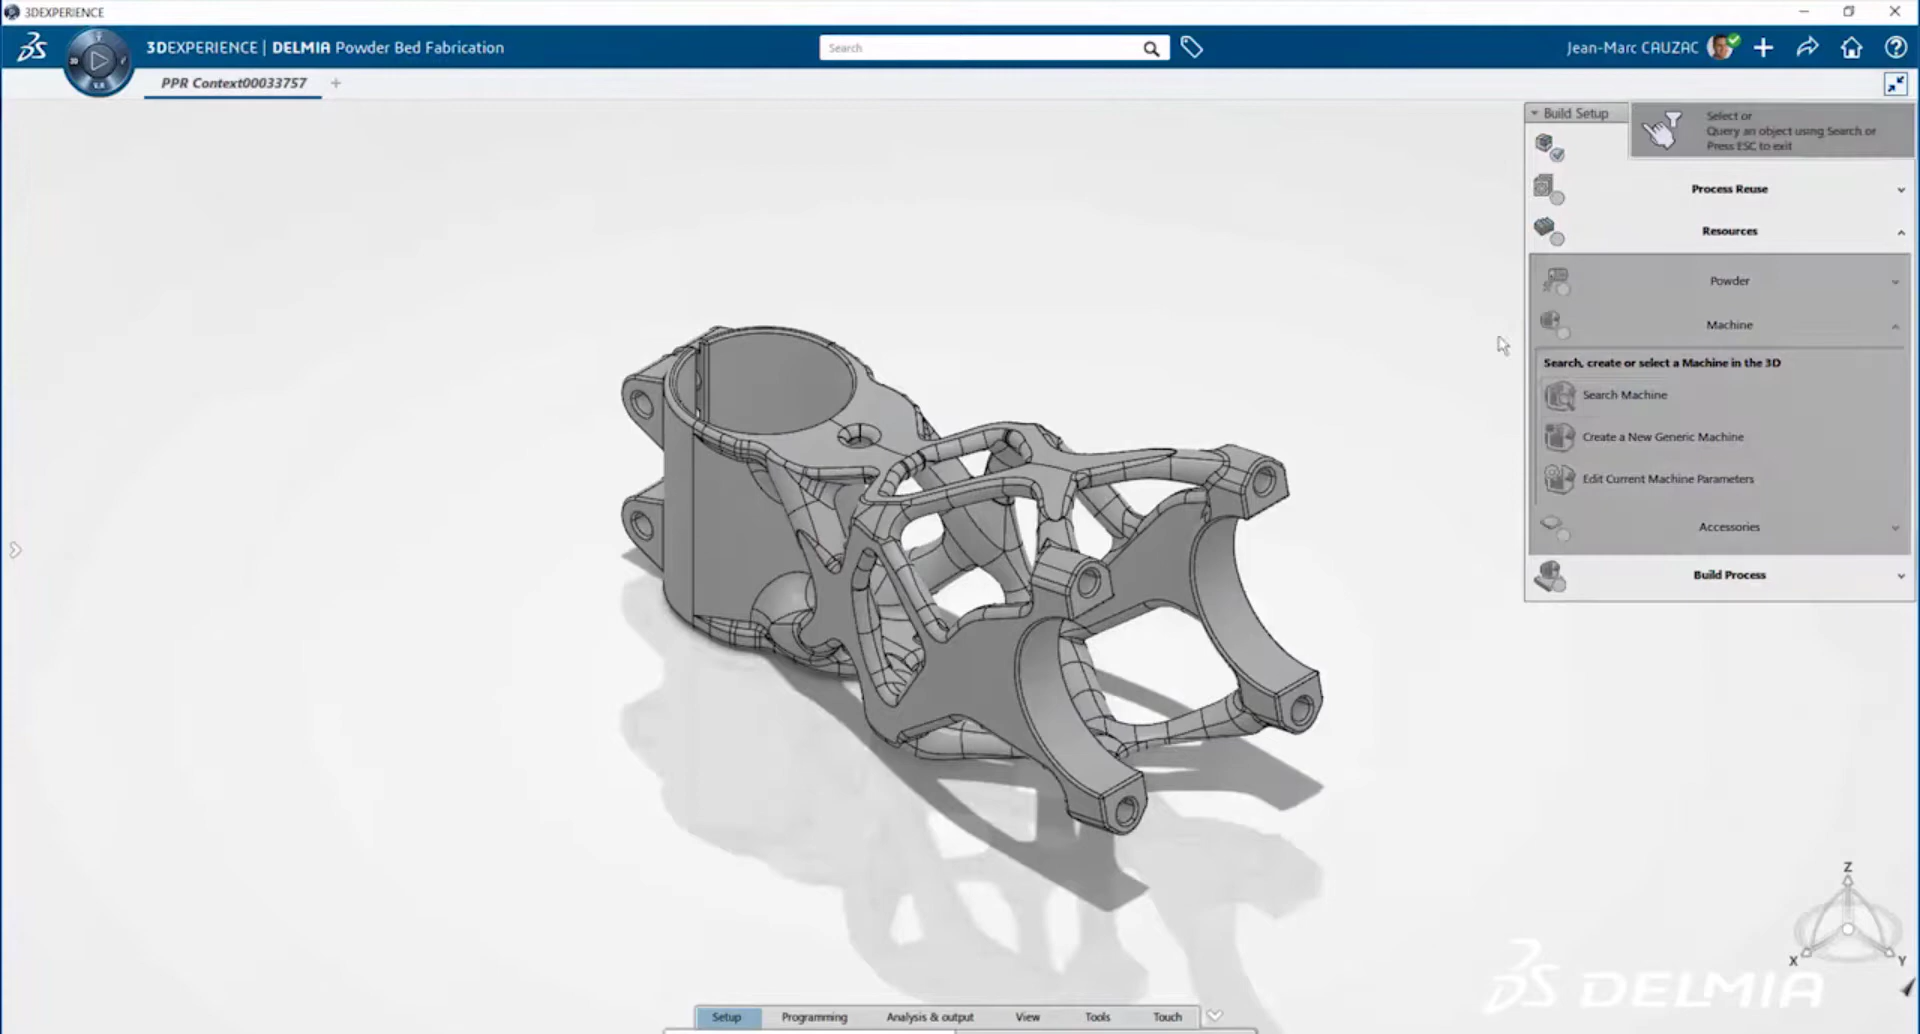 3DEXPERIENCE
3DEXPERIENCE | DELMIA Powder Bed Fabrication
Search
Jean-Marc CAUZAC
PPR Context00033757
Build Setup
Select or
Query an object using Search or
Press ESC to exit
Process Reuse
Resources
Powder
Machine
Search, create or select a Machine in the 3D
Search Machine
Create a New Generic Machine
Edit Current Machine Parameters
Accessories
Build Process
Z
X
Y
DELMIA
Setup
Programming
Analysis & output
View
Tools
Touch